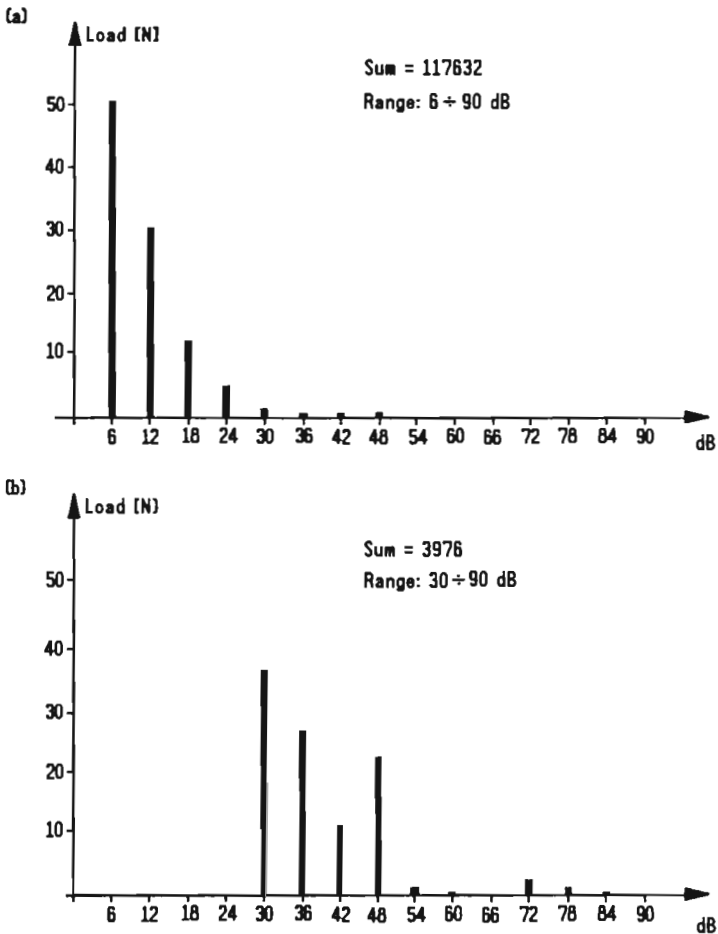 (a)
Load [N]
Sum = 117632
Range: 6 ÷ 90 dB
50
40
30
20
10
6 12 18 24 30 36 42 48 54 60 66 72 78 84 90
dB
(b)
Load [N]
Sum = 3976
Range: 30 ÷ 90 dB
50
40
30
20
10
6 12 18 24 30 36 42 48 54 60 66 72 78 84 90
dB